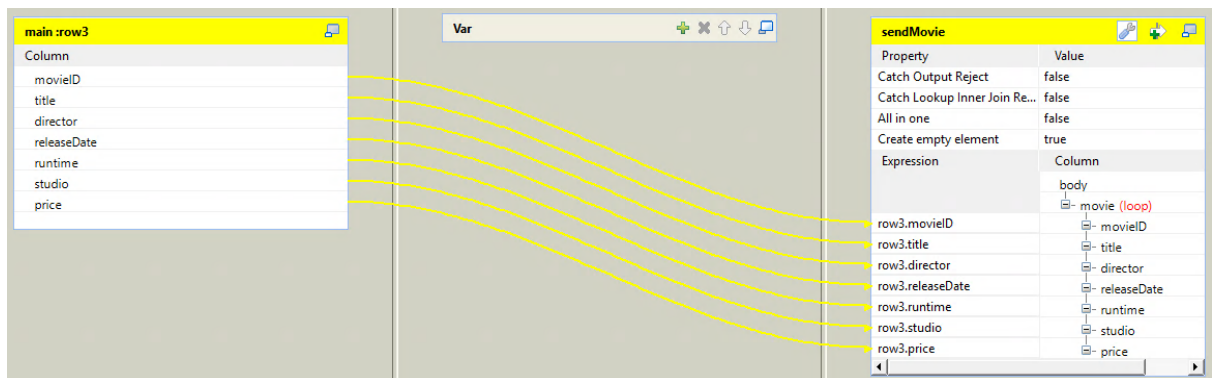 main :row3
Column
movieID
title
director
releaseDate
runtime
studio
price
Var
sendMovie
Property Value
Catch Output Reject false
Catch Lookup Inner Join Re... false
All in one false
Create empty element true
Expression Column
body
movie (loop)
row3.movieID movieID
row3.title title
row3.director director
row3.releaseDate releaseDate
row3.runtime runtime
row3.studio studio
row3.price price